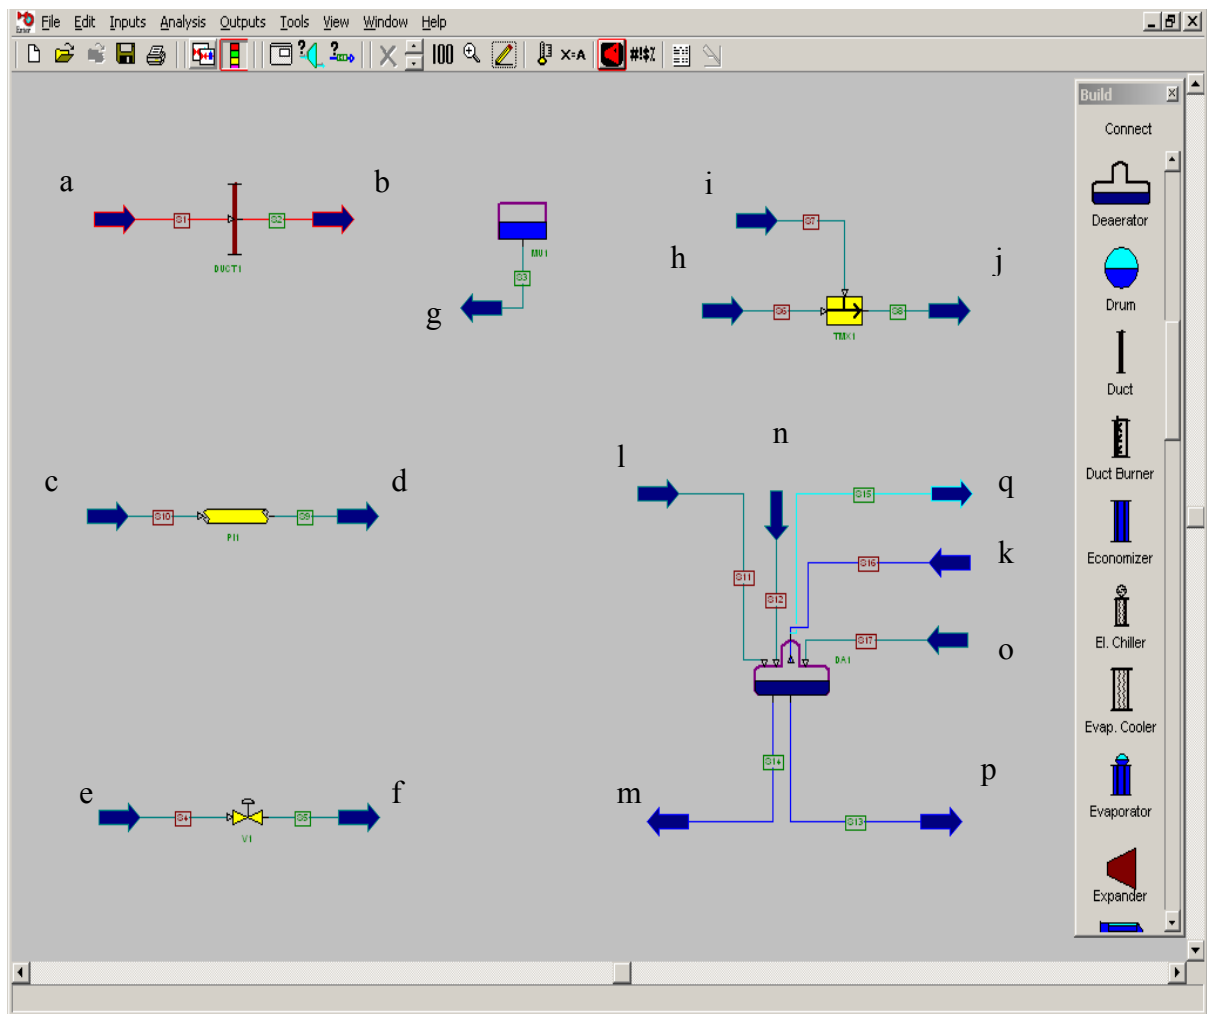 File Edit Inputs Analysis Outputs Tools View Window Help
100 X=A #!$%
Build
Connect
Deaerator
Drum
Duct
Duct Burner
Economizer
El. Chiller
Evap. Cooler
Evaporator
Expander
a b
S1 S2
DUCT1
MU1
S3
g
i
S7
h j
S6 S8
TMX1
c d
S10 S9
PI1
e f
S4 S5
V1
n
l q
S15
k
S16
S11
S12
S17
o
DA1
S14
m p
S13